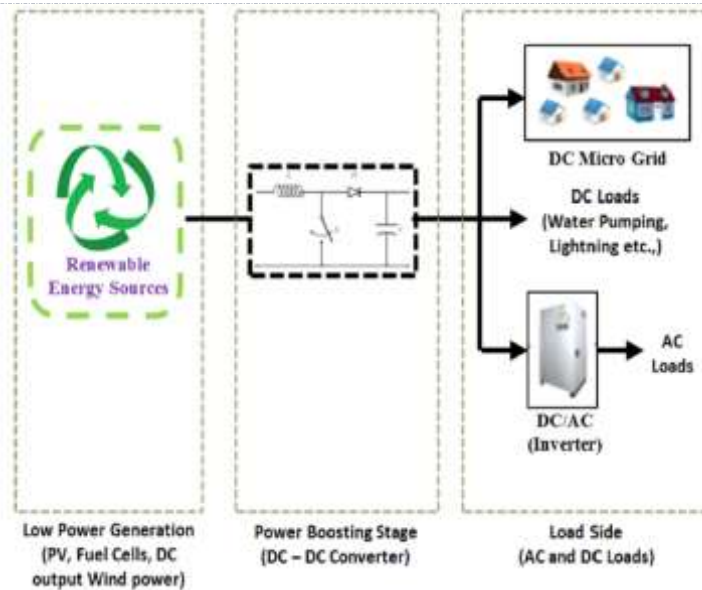 Renewable
Energy Sources
DC Micro Grid
DC Loads
(Water Pumping,
Lightning etc.,)
AC
Loads
DC/AC
(Inverter)
Low Power Generation
(PV, Fuel Cells, DC
output Wind power)
Power Boosting Stage
(DC – DC Converter)
Load Side
(AC and DC Loads)